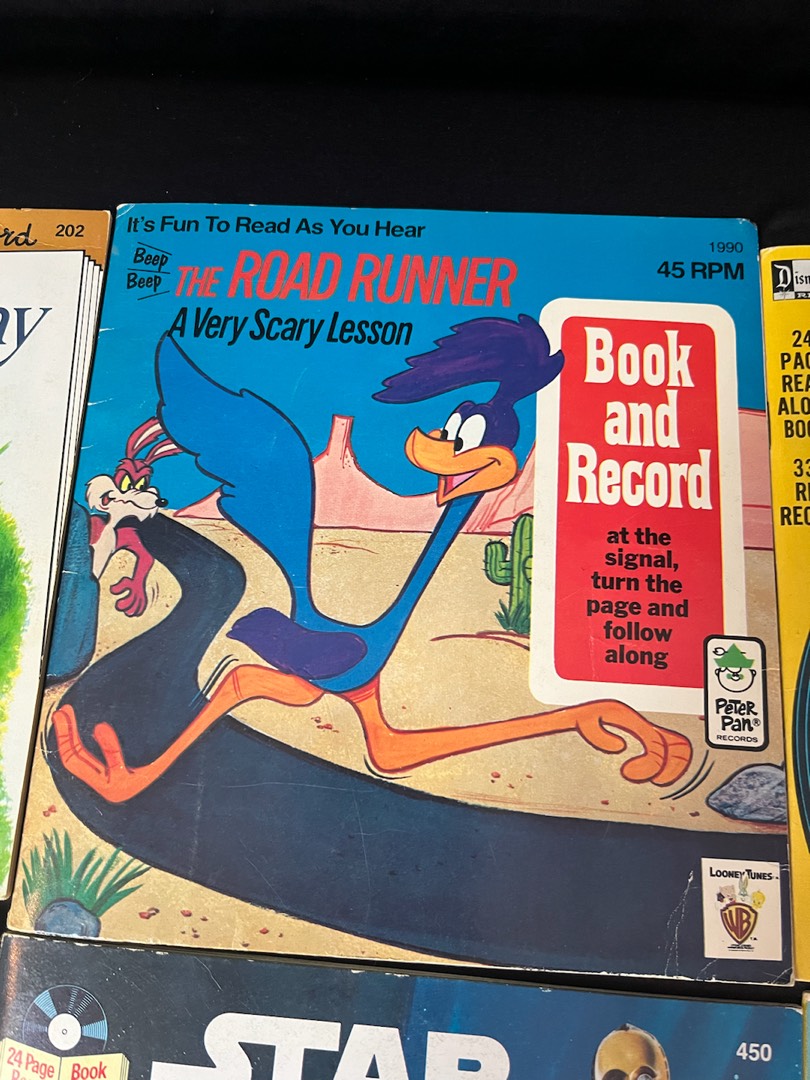 202
It's Fun To Read As You Hear
1990
45 RPM
Beep
Beep
THE ROAD RUNNER
A Very Scary Lesson
Book
and
Record
at the
signal,
turn the
page and
follow
along
PETER
PAN®
RECORDS
LOONEY TUNES
WB
24
STAR
450
24 Page
Book